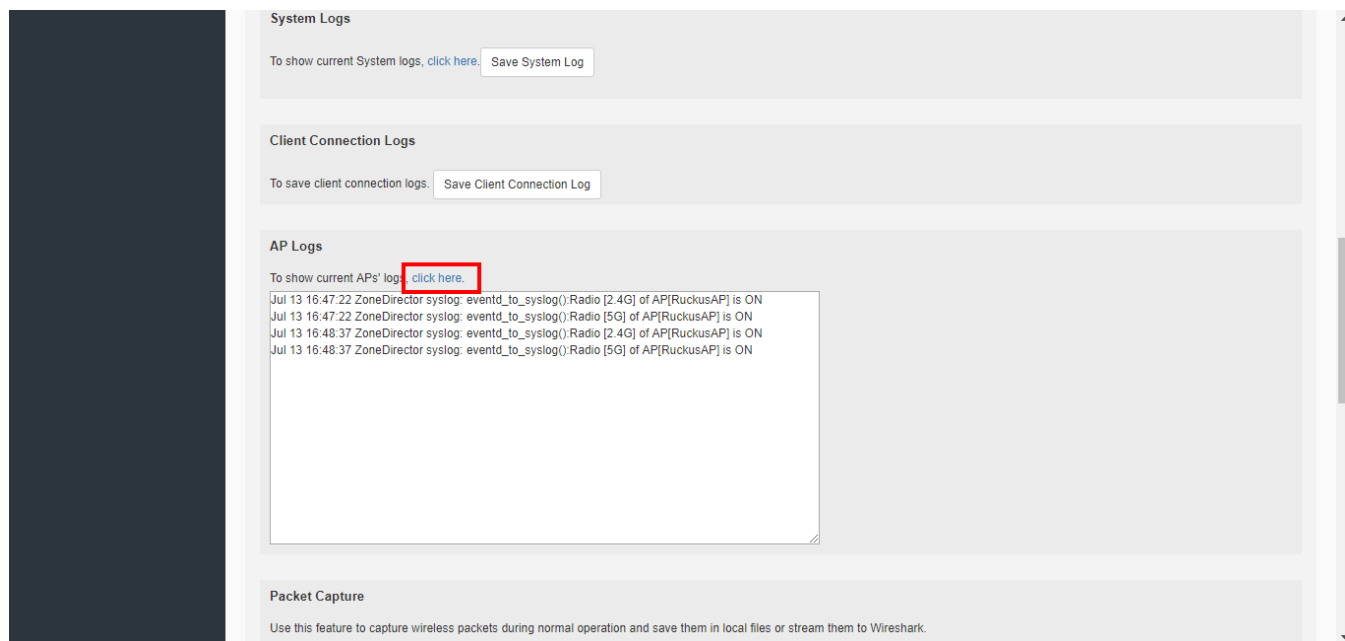 System Logs
To show current System logs, click here. Save System Log
Client Connection Logs
To save client connection logs. Save Client Connection Log
AP Logs
To show current APs' logs, click here.
Jul 13 16:47:22 ZoneDirector syslog: eventd_to_syslog():Radio [2.4G] of AP[RuckusAP] is ON
Jul 13 16:47:22 ZoneDirector syslog: eventd_to_syslog():Radio [5G] of AP[RuckusAP] is ON
Jul 13 16:48:37 ZoneDirector syslog: eventd_to_syslog():Radio [2.4G] of AP[RuckusAP] is ON
Jul 13 16:48:37 ZoneDirector syslog: eventd_to_syslog():Radio [5G] of AP[RuckusAP] is ON
Packet Capture
Use this feature to capture wireless packets during normal operation and save them in local files or stream them to Wireshark.